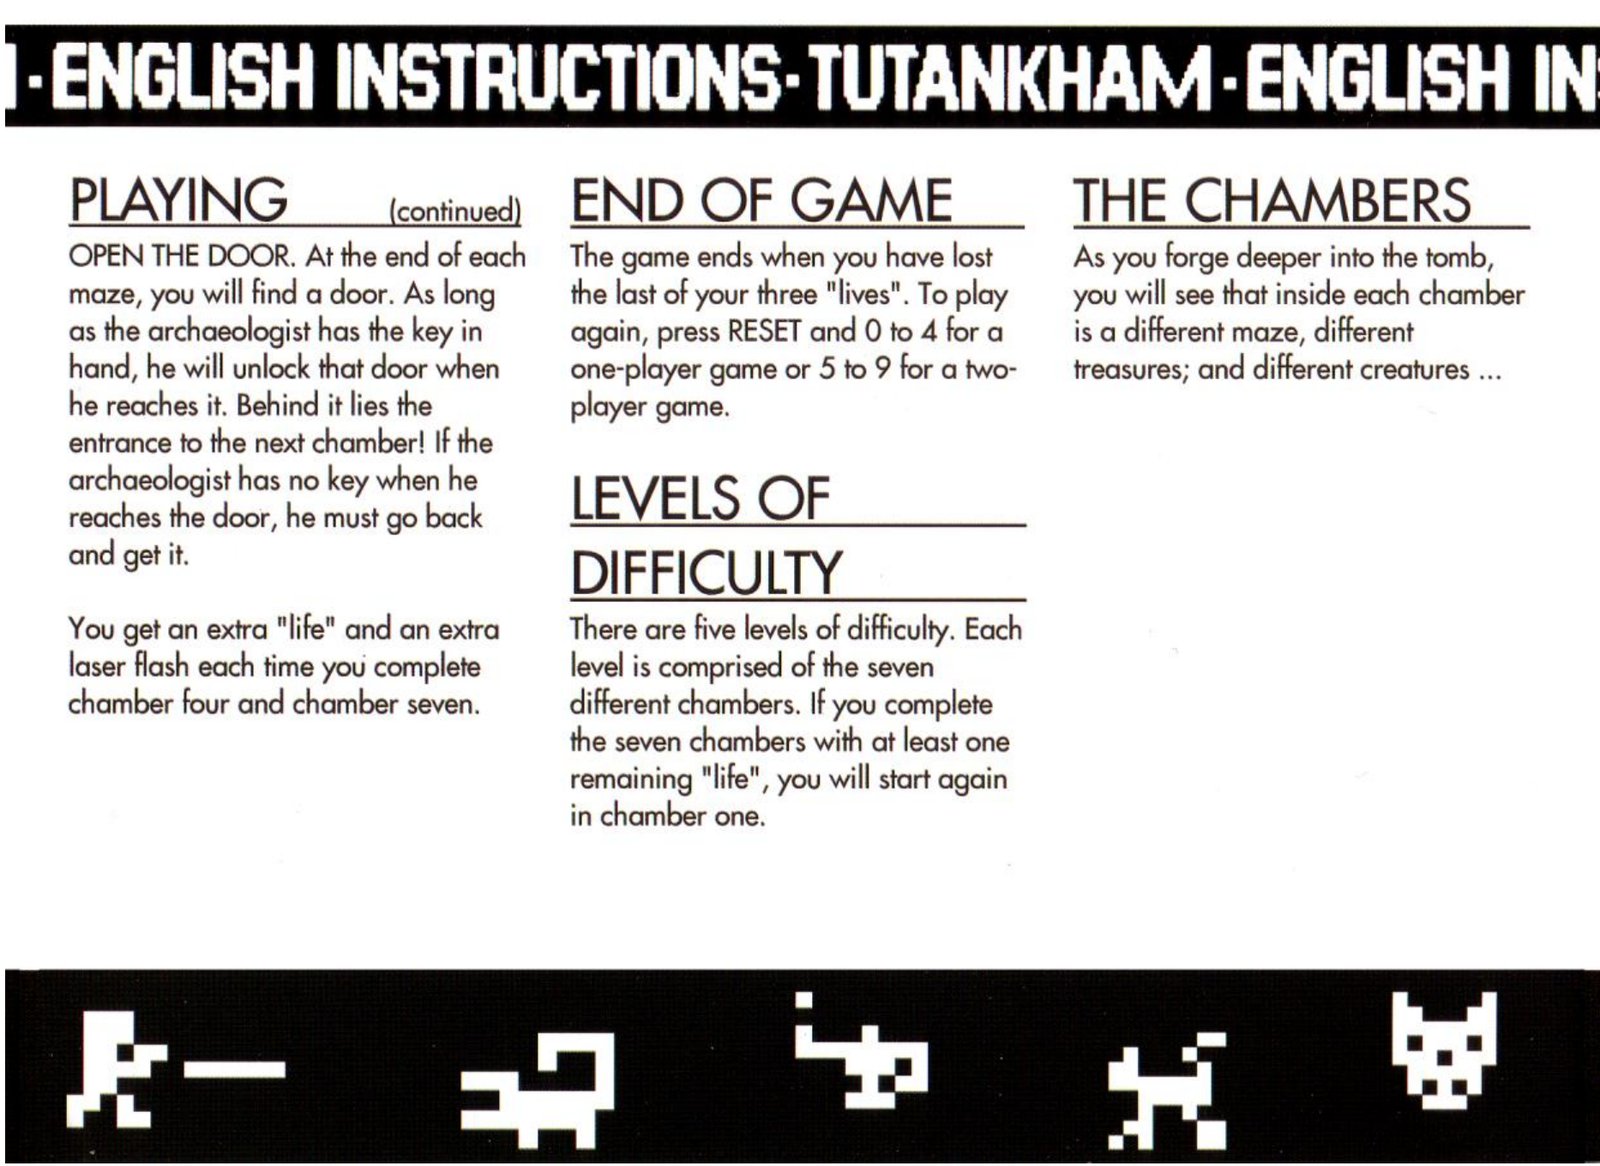 · ENGLISH INSTRUCTIONS · TUTANKHAM · ENGLISH INS
PLAYING (continued)
OPEN THE DOOR. At the end of each
maze, you will find a door. As long
as the archaeologist has the key in
hand, he will unlock that door when
he reaches it. Behind it lies the
entrance to the next chamber! If the
archaeologist has no key when he
reaches the door, he must go back
and get it.
You get an extra "life" and an extra
laser flash each time you complete
chamber four and chamber seven.
END OF GAME
The game ends when you have lost
the last of your three "lives". To play
again, press RESET and 0 to 4 for a
one-player game or 5 to 9 for a two-
player game.
LEVELS OF
DIFFICULTY
There are five levels of difficulty. Each
level is comprised of the seven
different chambers. If you complete
the seven chambers with at least one
remaining "life", you will start again
in chamber one.
THE CHAMBERS
As you forge deeper into the tomb,
you will see that inside each chamber
is a different maze, different
treasures; and different creatures ...